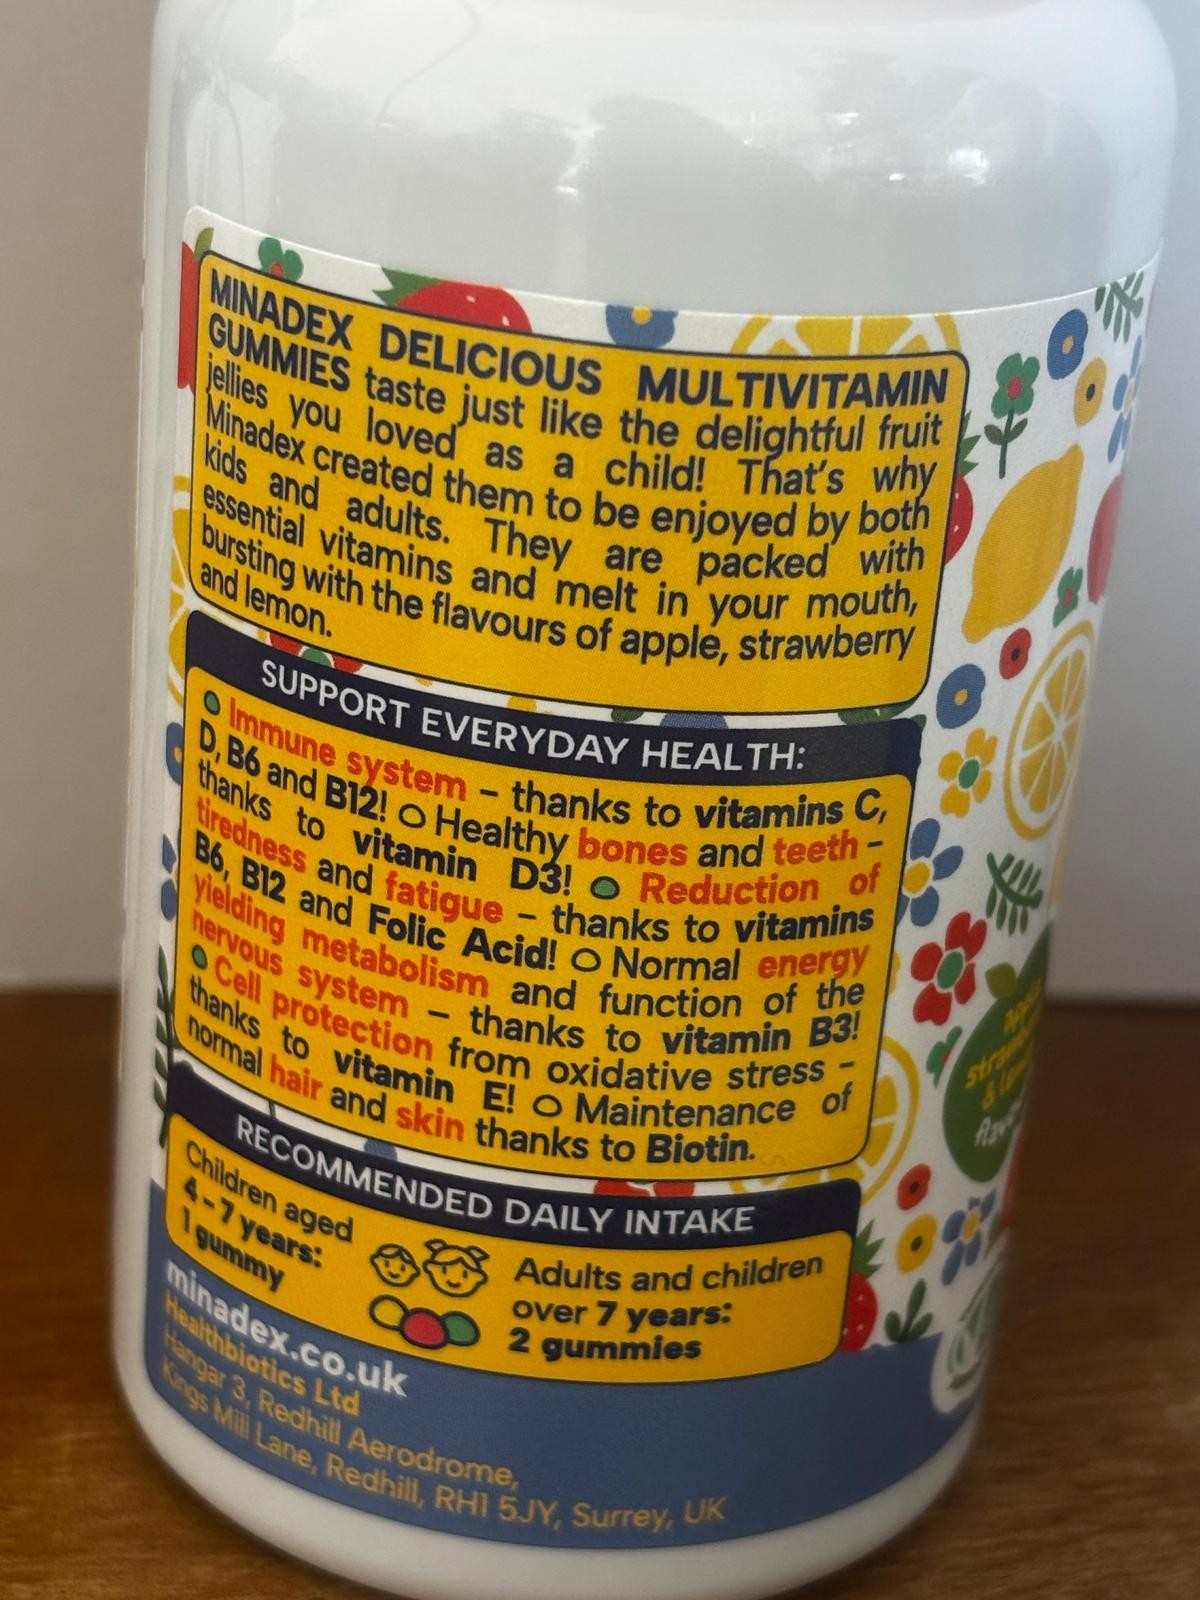 MINADEX DELICIOUS MULTIVITAMIN
GUMMIES taste just like the delightful fruit
jellies you loved as a child! That's why
Minadex created them to be enjoyed by both
kids and adults. They are packed with
essential vitamins and melt in your mouth,
bursting with the flavours of apple, strawberry
and lemon.
SUPPORT EVERYDAY HEALTH:
Immune system – thanks to vitamins C,
D, B6 and B12! Healthy bones and teeth –
thanks to vitamin D3! Reduction of
tiredness and fatigue – thanks to vitamins
B6, B12 and Folic Acid! Normal energy
yielding metabolism and function of the
nervous system – thanks to vitamin B3!
Cell protection from oxidative stress –
thanks to vitamin E! Maintenance of
normal hair and skin thanks to Biotin.
RECOMMENDED DAILY INTAKE
Children aged
4 – 7 years:
1 gummy
Adults and children
over 7 years:
2 gummies
minadex.co.uk
Healthbiotics Ltd
Hangar 3, Redhill Aerodrome,
Kings Mill Lane, Redhill, RH1 5JY, Surrey, UK
&